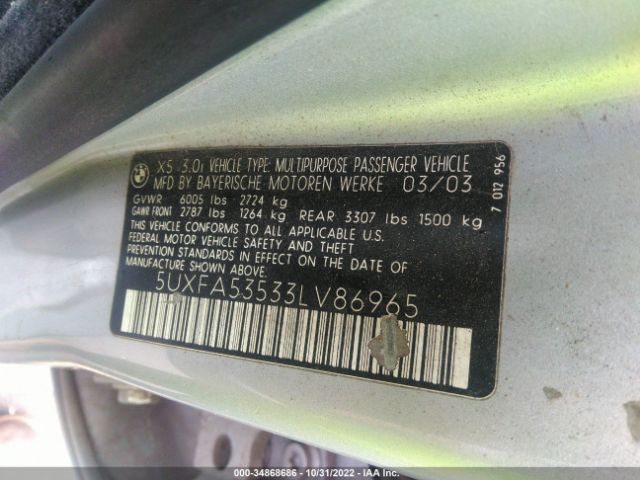 BMW
X5 3.0i VEHICLE TYPE: MULTIPURPOSE PASSENGER VEHICLE
MFD BY BAYERISCHE MOTOREN WERKE 03/03
GVWR 6005 lbs 2724 kg
GAWR FRONT 2787 lbs 1264 kg REAR 3307 lbs 1500 kg
THIS VEHICLE CONFORMS TO ALL APPLICABLE U.S.
FEDERAL MOTOR VEHICLE SAFETY AND THEFT
PREVENTION STANDARDS IN EFFECT ON THE DATE OF
MANUFACTURE SHOWN ABOVE.
5UXFA53533LV86965
7 012 956
000-34868686 - 10/31/2022 - IAA Inc.